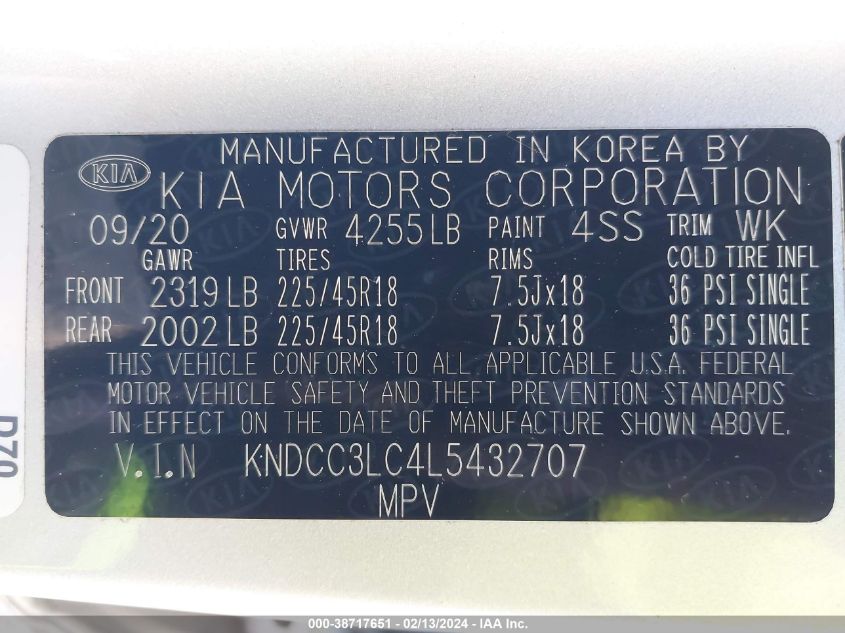 MANUFACTURED IN KOREA BY
KIA KIA MOTORS CORPORATION
09/20 GVWR 4255LB PAINT 4SS TRIM WK
GAWR TIRES RIMS COLD TIRE INFL
FRONT 2319LB 225/45R18 7.5Jx18 36 PSI SINGLE
REAR 2002LB 225/45R18 7.5Jx18 36 PSI SINGLE
THIS VEHICLE CONFORMS TO ALL APPLICABLE U.S.A. FEDERAL
MOTOR VEHICLE SAFETY AND THEFT PREVENTION STANDARDS
IN EFFECT ON THE DATE OF MANUFACTURE SHOWN ABOVE.
V.I.N KNDCC3LC4L5432707
MPV
000-38717651 - 02/13/2024 - IAA Inc.